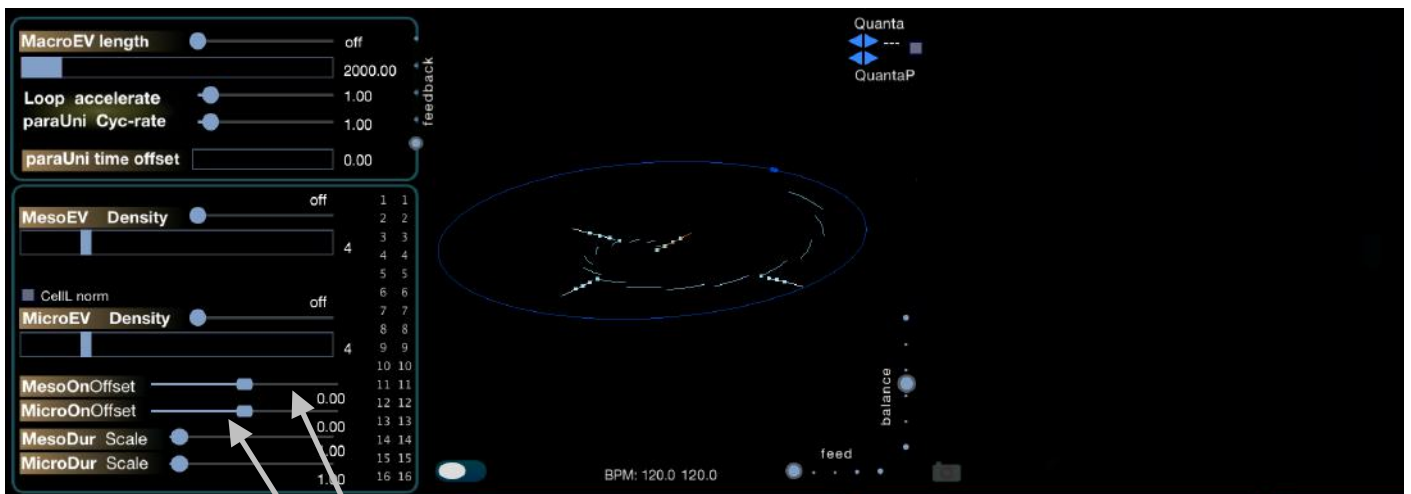 MacroEV length off
2000.00
Loop accelerate 1.00
paraUni Cyc-rate 1.00
paraUni time offset 0.00
feedback
off
MesoEV Density
4
CellL norm
off
MicroEV Density
4
MesoOnOffset
0.00
MicroOnOffset
0.00
MesoDur Scale
1.00
MicroDur Scale
1.00
1 1
2 2
3 3
4 4
5 5
6 6
7 7
8 8
9 9
10 10
11 11
12 12
13 13
14 14
15 15
16 16
Quanta
---
QuantaP
balance
feed
BPM: 120.0 120.0